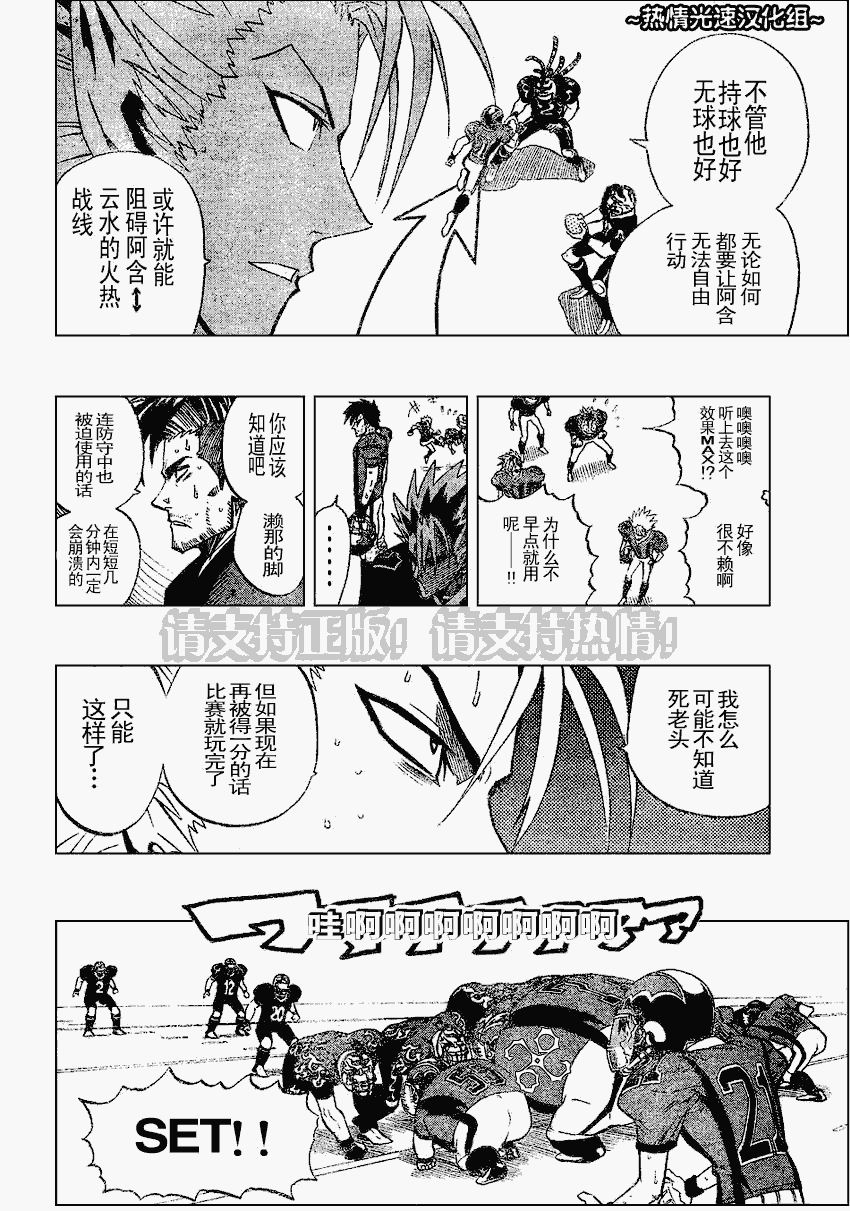 ~热情光速汉化组~
不管他
持球也好
无球也好
无论如何
都要让阿含
无法自由
行动
或许就能
阻碍阿含↔
云水的火热
战线
噢噢噢噢
听上去这个
效果MAX!?
好像
很不赖啊
为什么不
早点就用
呢——!!
……
你应该
知道吧
濑那的脚
连防守中也
被迫使用的话
在短短几
分钟内一定
会崩溃的
请支持正版! 请支持热情!
我怎么
可能不知道
死老头
但如果现在
再被得一分的话
比赛就玩完了
只能
这样了…
哇啊啊啊啊啊啊啊
2
12
20
21
SET!!